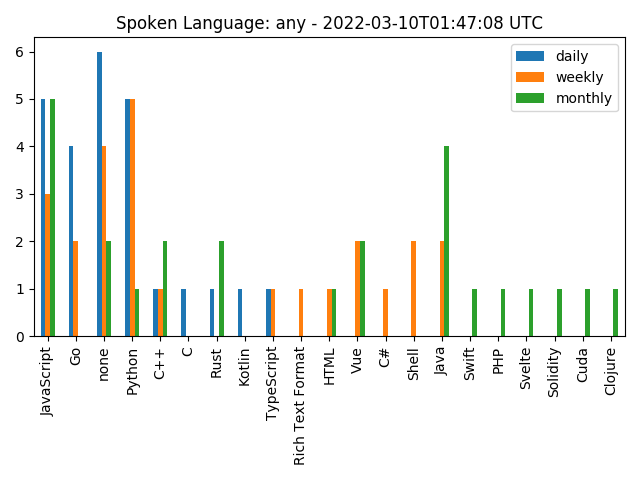 Spoken Language: any - 2022-03-10T01:47:08 UTC
daily
weekly
monthly
6
5
4
3
2
1
0
JavaScript
Go
none
Python
C++
C
Rust
Kotlin
TypeScript
Rich Text Format
HTML
Vue
C#
Shell
Java
Swift
PHP
Svelte
Solidity
Cuda
Clojure